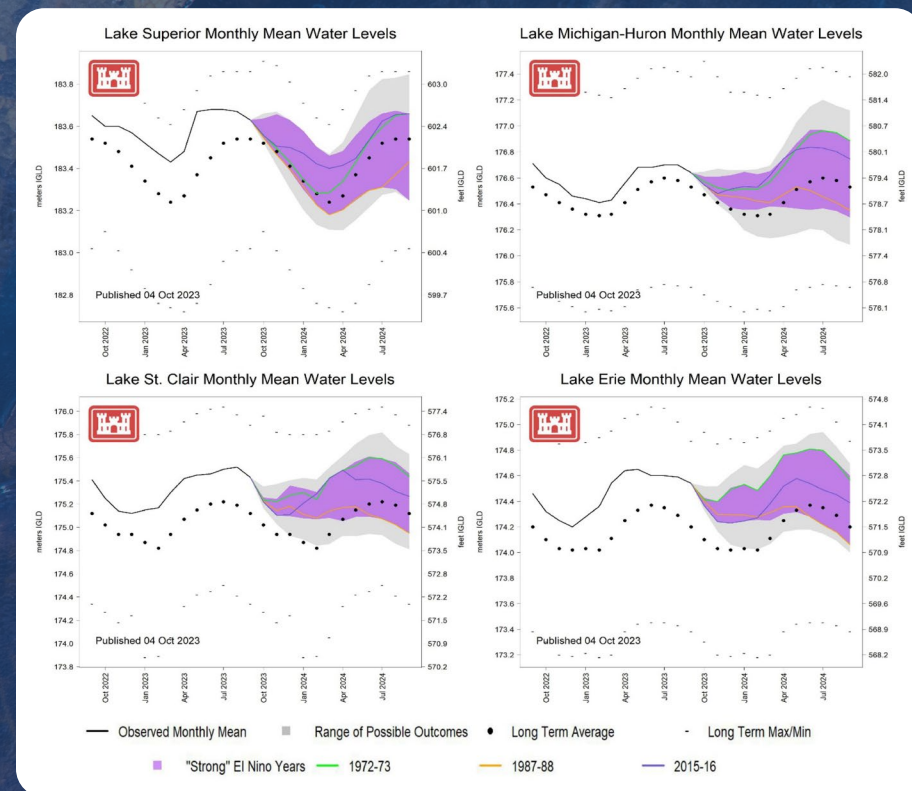 Lake Superior Monthly Mean Water Levels
183.8
183.6
183.4
183.2
183.0
182.8
meters IGLD
603.0
602.4
601.7
601.0
600.4
599.7
feet IGLD
Published 04 Oct 2023
Oct 2022
Jan 2023
Apr 2023
Jul 2023
Oct 2023
Jan 2024
Apr 2024
Jul 2024
Lake Michigan-Huron Monthly Mean Water Levels
177.4
177.2
177.0
176.8
176.6
176.4
176.2
176.0
175.8
175.6
meters IGLD
582.0
581.4
580.7
580.1
579.4
578.7
578.1
577.4
576.8
576.1
feet IGLD
Published 04 Oct 2023
Oct 2022
Jan 2023
Apr 2023
Jul 2023
Oct 2023
Jan 2024
Apr 2024
Jul 2024
Lake St. Clair Monthly Mean Water Levels
176.0
175.8
175.6
175.4
175.2
175.0
174.8
174.6
174.4
174.2
174.0
173.8
meters IGLD
577.4
576.8
576.1
575.5
574.8
574.1
573.5
572.8
572.2
571.5
570.9
570.2
feet IGLD
Published 04 Oct 2023
Oct 2022
Jan 2023
Apr 2023
Jul 2023
Oct 2023
Jan 2024
Apr 2024
Jul 2024
Lake Erie Monthly Mean Water Levels
175.2
175.0
174.8
174.6
174.4
174.2
174.0
173.8
173.6
173.4
173.2
meters IGLD
574.8
574.1
573.5
572.8
572.2
571.5
570.9
570.2
569.6
568.9
568.2
feet IGLD
Published 04 Oct 2023
Oct 2022
Jan 2023
Apr 2023
Jul 2023
Oct 2023
Jan 2024
Apr 2024
Jul 2024
Observed Monthly Mean
Range of Possible Outcomes
Long Term Average
Long Term Max/Min
"Strong" El Nino Years
1972-73
1987-88
2015-16